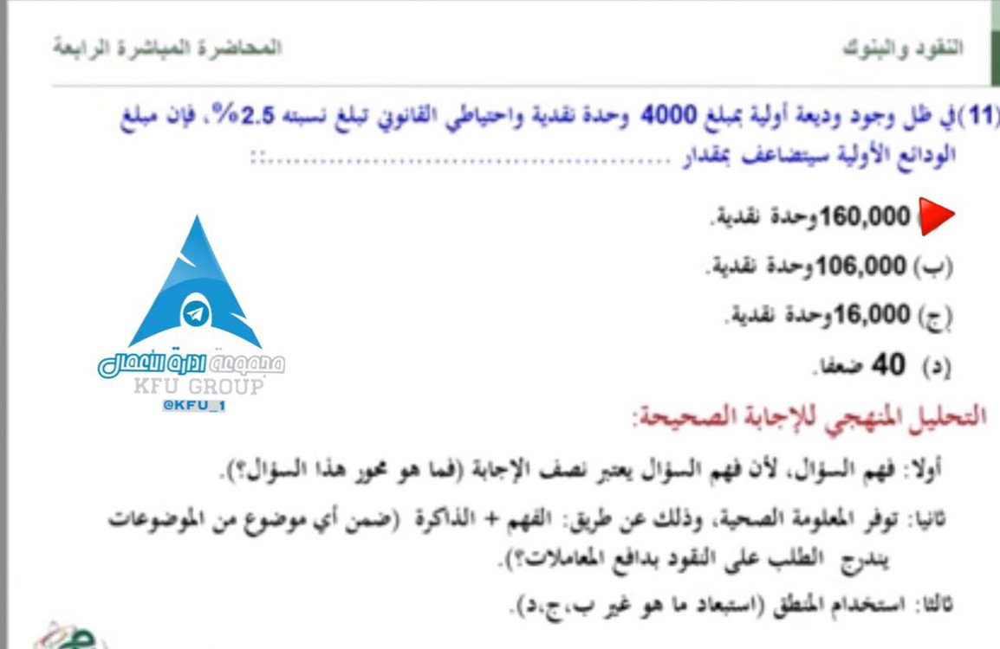 النقود والبنوك
المحاضرة المباشرة الرابعة
(11) في ظل وجود وديعة أولية بمبلغ 4000 وحدة نقدية واحتياطي القانوني تبلغ نسبته 2.5%، فإن مبلغ
الودائع الأولية سيتضاعف بمقدار ................................................::
160,000وحدة نقدية.
(ب) 106,000وحدة نقدية.
(ج) 16,000وحدة نقدية.
(د) 40 ضعفا.
مجموعة ادارة الأعمال
KFU GROUP
@KFU_1
التحليل المنهجي للإجابة الصحيحة:
أولا: فهم السؤال، لأن فهم السؤال يعتبر نصف الإجابة (فما هو محور هذا السؤال؟).
ثانيا: توفر المعلومة الصحية، وذلك عن طريق: الفهم + الذاكرة (ضمن أي موضوع من الموضوعات
يندرج الطلب على النقود بدافع المعاملات؟).
ثالثا: استخدام المنطق (استبعاد ما هو غير ب،ج،د).